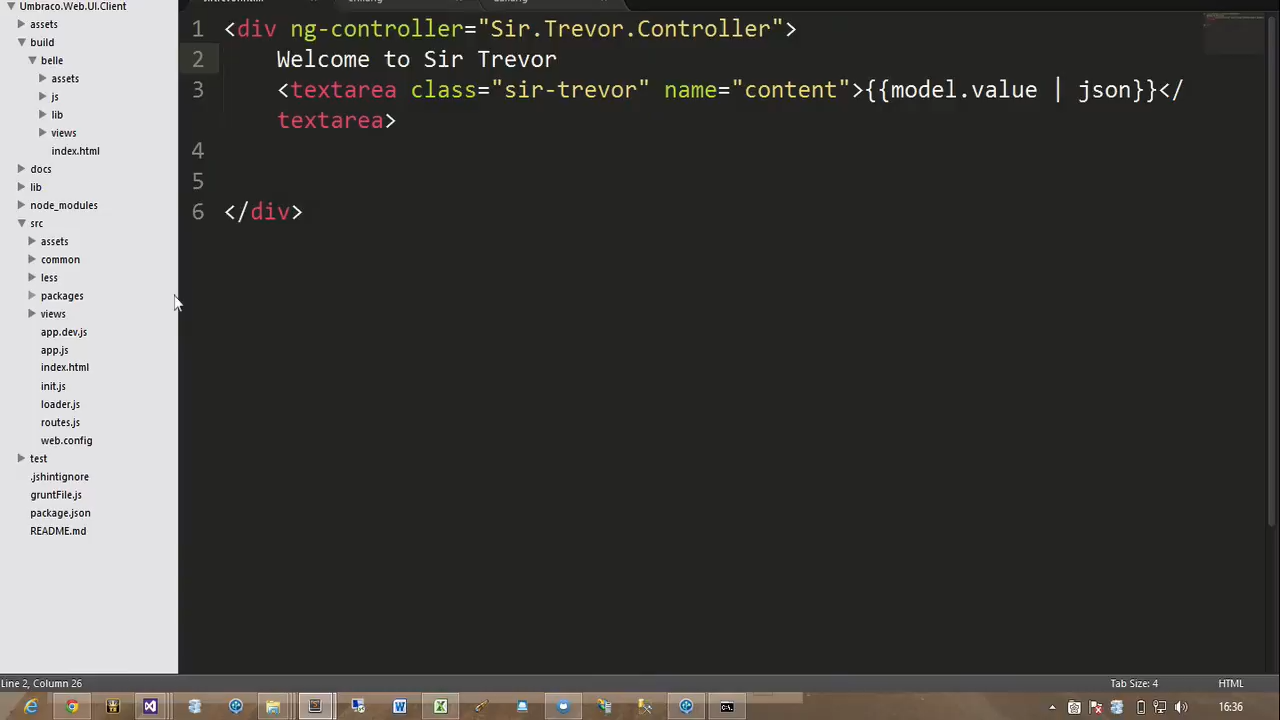 Umbraco.Web.UI.Client
assets
build
belle
assets
js
lib
views
index.html
docs
lib
node_modules
src
assets
common
less
packages
views
app.dev.js
app.js
index.html
init.js
loader.js
routes.js
web.config
test
.jshintignore
gruntFile.js
package.json
README.md
1 <div ng-controller="Sir.Trevor.Controller">
2 Welcome to Sir Trevor
3 <textarea class="sir-trevor" name="content">{{model.value | json}}</
textarea>
4
5
6 </div>
Line 2, Column 26
Tab Size: 4
HTML
16:36